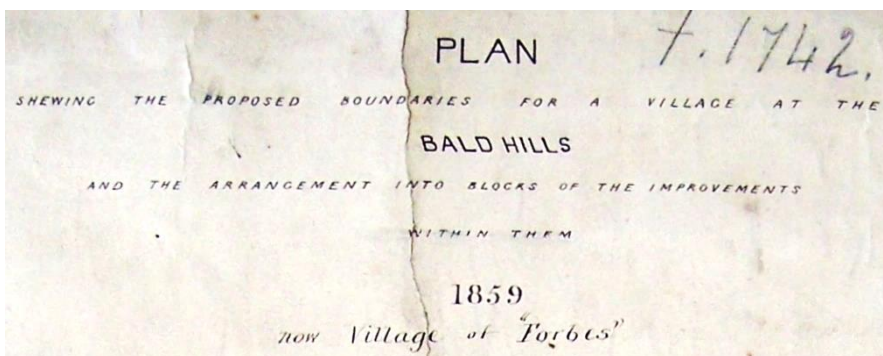 PLAN
t. 1742.
SHEWING THE PROPOSED BOUNDARIES FOR A VILLAGE AT THE
BALD HILLS
AND THE ARRANGEMENT INTO BLOCKS OF THE IMPROVEMENTS
WITHIN THEM
1859
now Village of "Forbes"